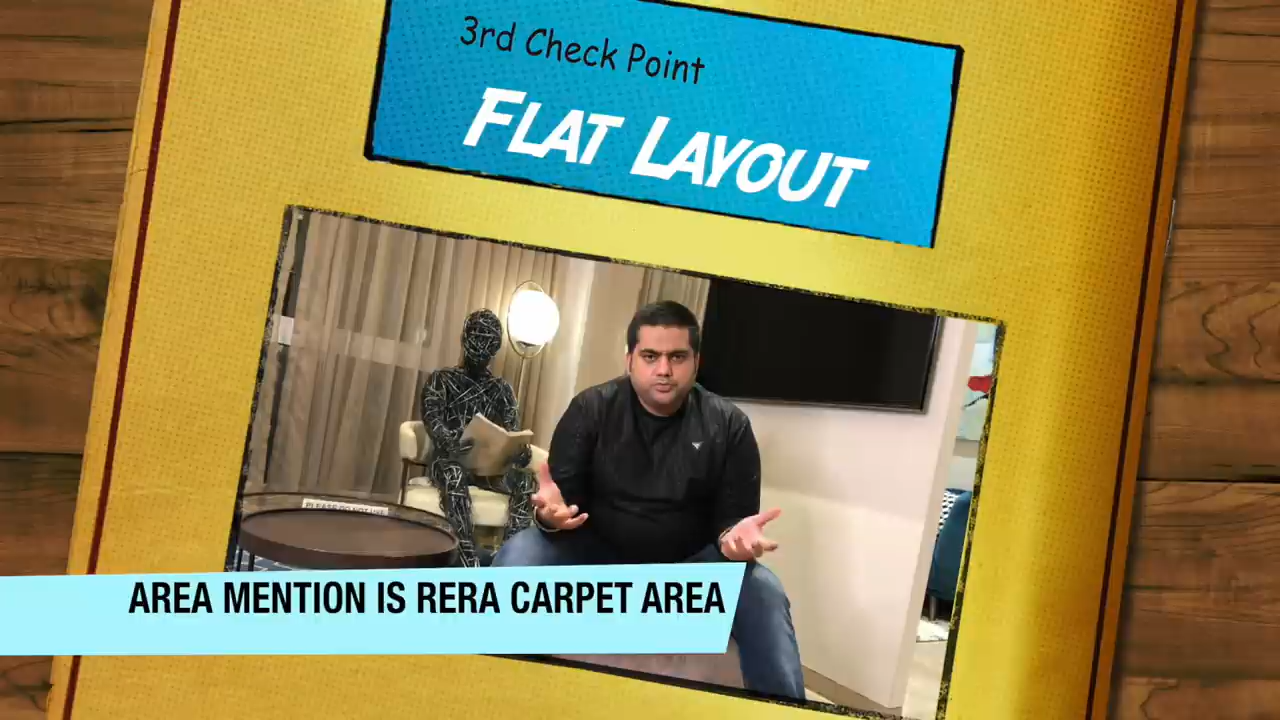 3rd Check Point
FLAT LAYOUT
PLEASE DO NOT USE
AREA MENTION IS RERA CARPET AREA